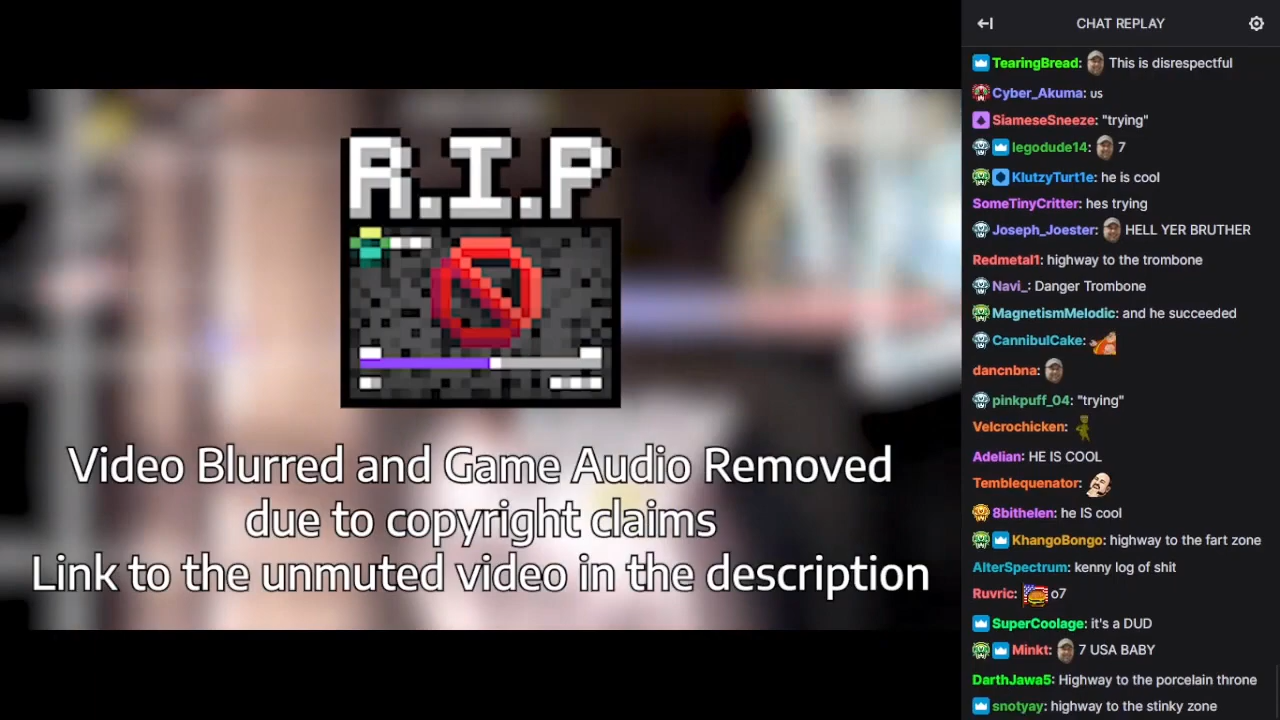 R.I.P
Video Blurred and Game Audio Removed
due to copyright claims
Link to the unmuted video in the description
CHAT REPLAY
TearingBread: This is disrespectful
Cyber_Akuma: us
SiameseSneeze: "trying"
legodude14: 7
KlutzyTurt1e: he is cool
SomeTinyCritter: hes trying
Joseph_Joester: HELL YER BRUTHER
Redmetal1: highway to the trombone
Navi_: Danger Trombone
MagnetismMelodic: and he succeeded
CannibulCake:
dancnbna:
pinkpuff_04: "trying"
Velcrochicken:
Adelian: HE IS COOL
Temblequenator:
8bithelen: he IS cool
KhangoBongo: highway to the fart zone
AlterSpectrum: kenny log of shit
Ruvric: o7
SuperCoolage: it's a DUD
Minkt: 7 USA BABY
DarthJawa5: Highway to the porcelain throne
snotyay: highway to the stinky zone